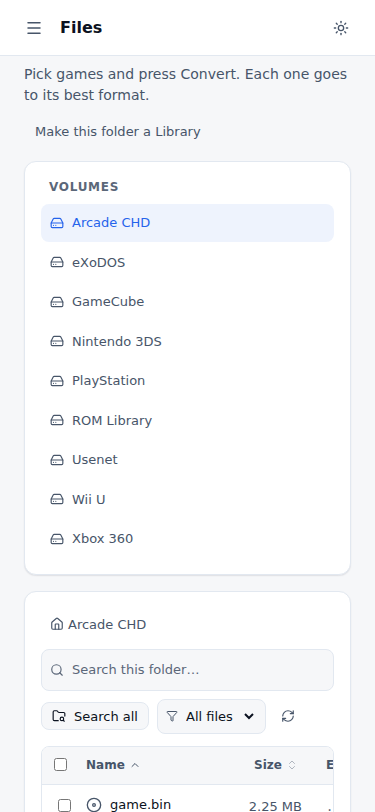 Files
Pick games and press Convert. Each one goes
to its best format.
Make this folder a Library
VOLUMES
Arcade CHD
eXoDOS
GameCube
Nintendo 3DS
PlayStation
ROM Library
Usenet
Wii U
Xbox 360
Arcade CHD
Search this folder…
Search all
All files
Name
Size
E
game.bin
2.25 MB